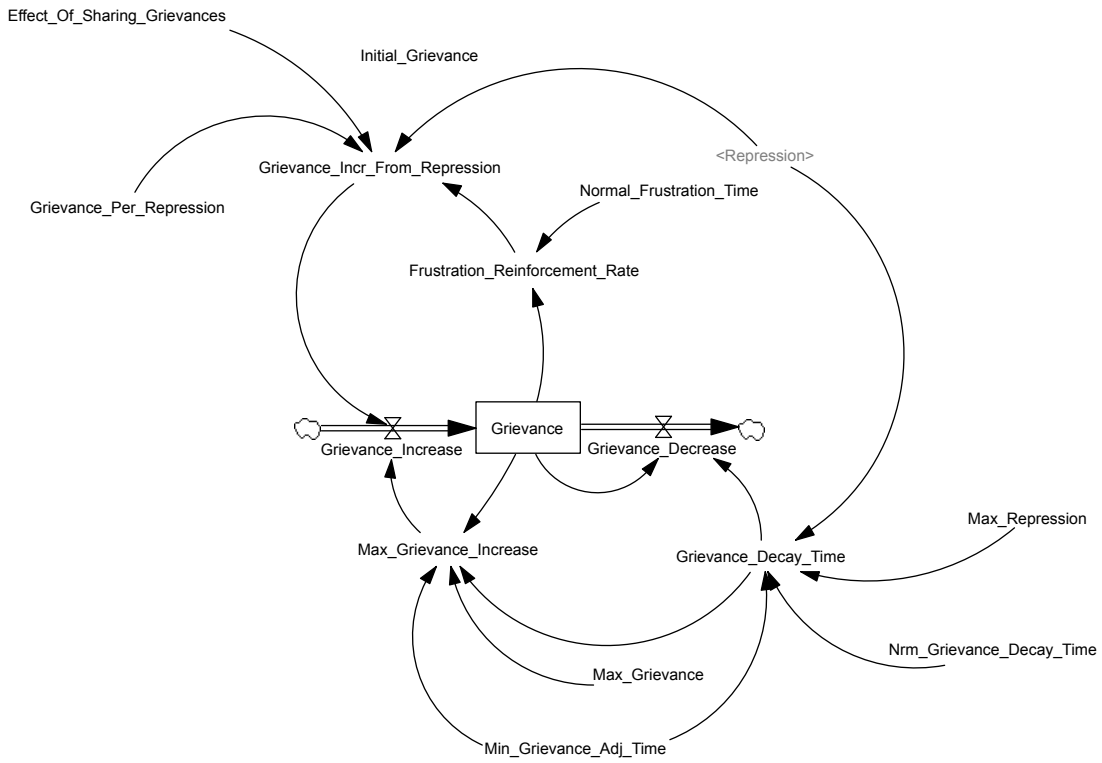 Effect_Of_Sharing_Grievances
Initial_Grievance
<Repression>
Grievance_Incr_From_Repression
Normal_Frustration_Time
Grievance_Per_Repression
Frustration_Reinforcement_Rate
Grievance
Grievance_Increase
Grievance_Decrease
Max_Repression
Max_Grievance_Increase
Grievance_Decay_Time
Nrm_Grievance_Decay_Time
Max_Grievance
Min_Grievance_Adj_Time